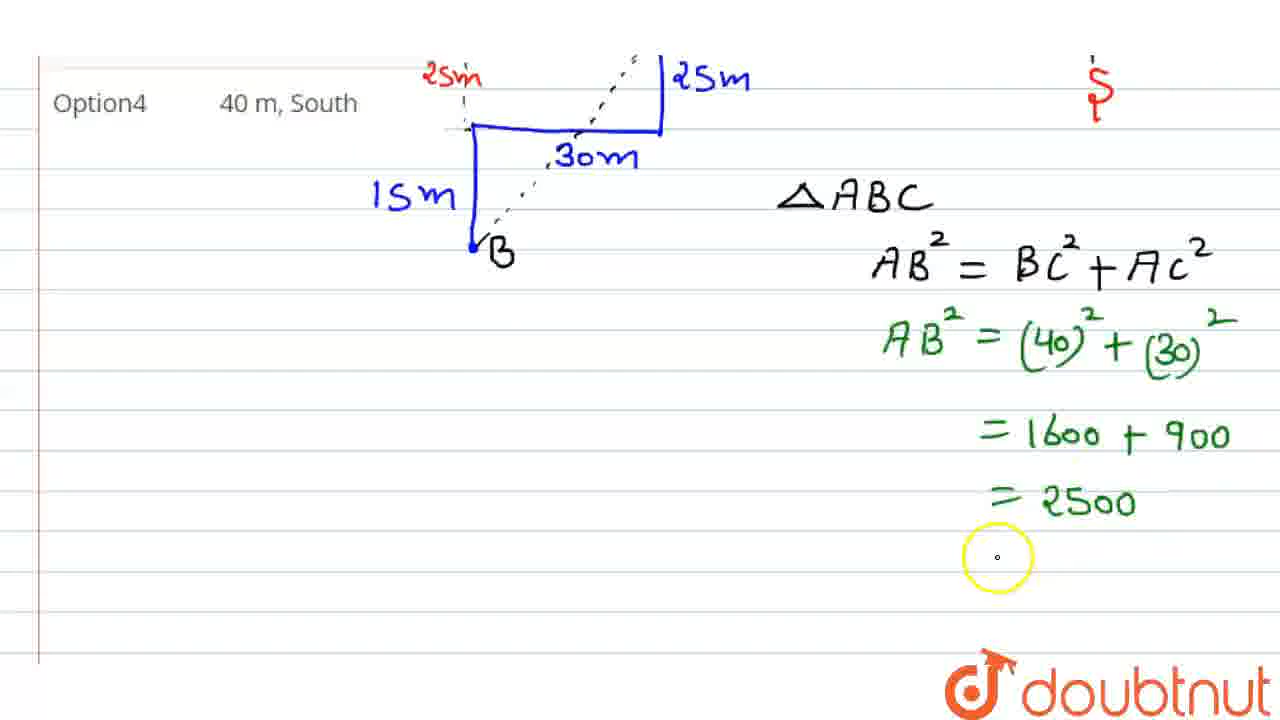 25m
25m
S
Option4 40 m, South
30m
15m
△ABC
B
AB² = BC² + AC²
AB² = (40)² + (30)²
= 1600 + 900
= 2500
doubtnut